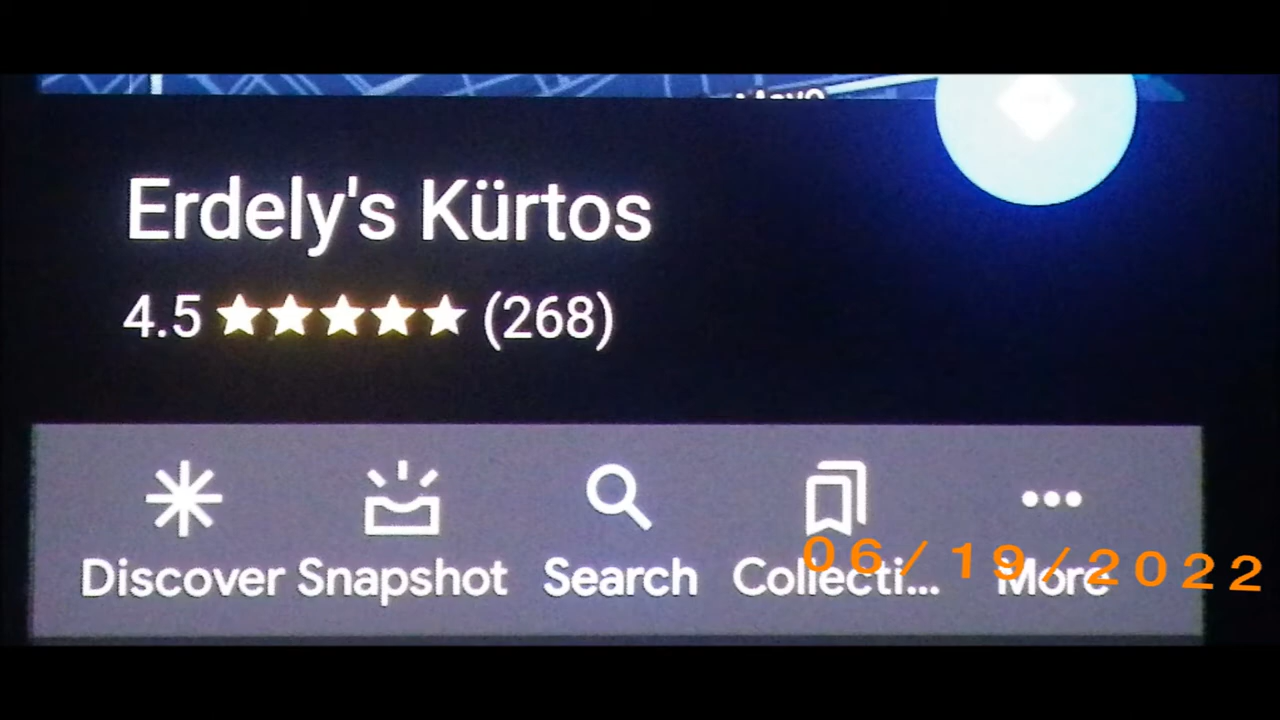 Erdely's Kürtos
4.5 ★★★★★ (268)
Discover Snapshot Search Collecti... More
06/19/2022